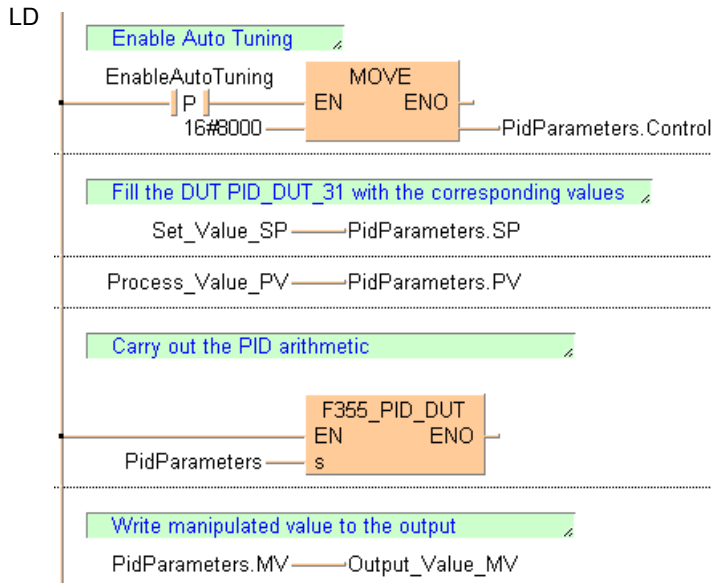 LD
Enable Auto Tuning
EnableAutoTuning MOVE
P EN ENO
16#8000 PidParameters.Control
Fill the DUT PID_DUT_31 with the corresponding values
Set_Value_SP PidParameters.SP
Process_Value_PV PidParameters.PV
Carry out the PID arithmetic
F355_PID_DUT
EN ENO
PidParameters s
Write manipulated value to the output
PidParameters.MV Output_Value_MV